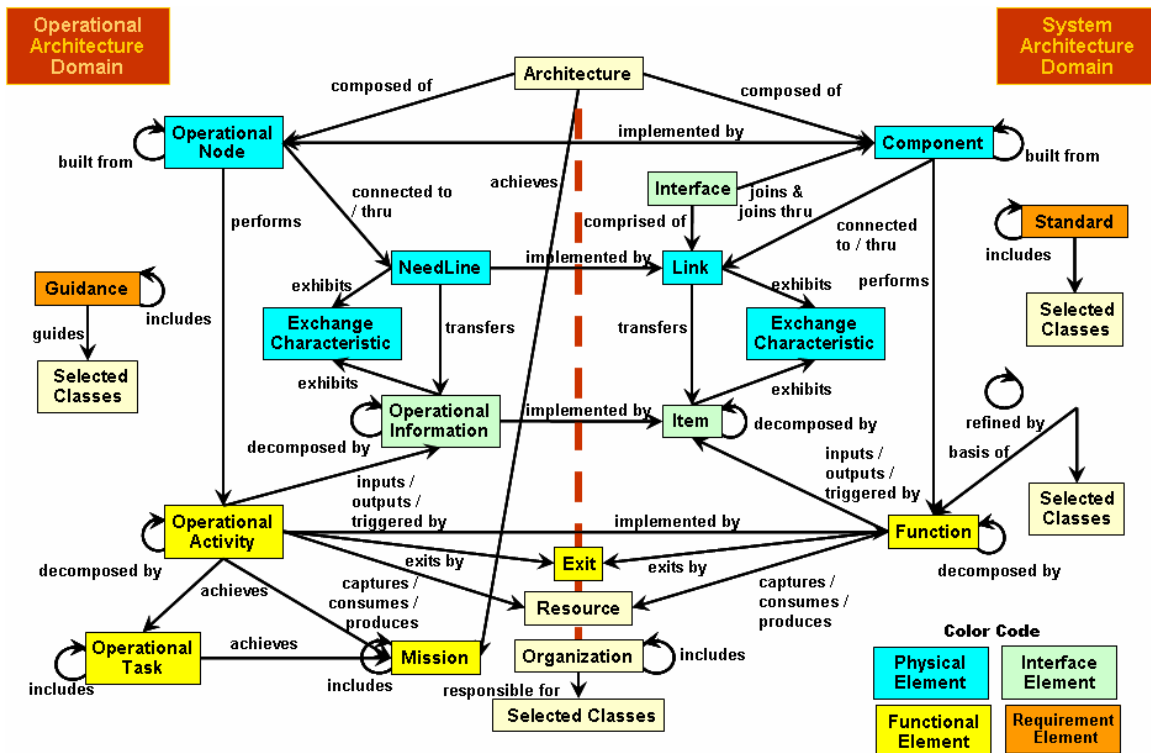 Operational
Architecture
Domain
System
Architecture
Domain
Architecture
composed of
composed of
Operational
Node
implemented by
Component
built from
built from
achieves
Interface
joins &
joins thru
connected to
/ thru
comprised of
connected
to / thru
Standard
performs
includes
NeedLine
implemented by
Link
performs
Guidance
exhibits
exhibits
includes
guides
Exchange
Characteristic
transfers
transfers
Exchange
Characteristic
Selected
Classes
Selected
Classes
exhibits
exhibits
Operational
Information
implemented by
Item
decomposed by
decomposed by
refined by
basis of
inputs /
outputs /
triggered by
inputs /
outputs /
triggered by
Selected
Classes
Operational
Activity
implemented by
Function
decomposed by
exits by
Exit
exits by
decomposed by
achieves
captures /
consumes /
produces
captures /
consumes /
produces
Resource
Operational
Task
achieves
Mission
Organization
includes
includes
includes
responsible for
Selected Classes
Color Code
Physical
Element
Interface
Element
Functional
Element
Requirement
Element